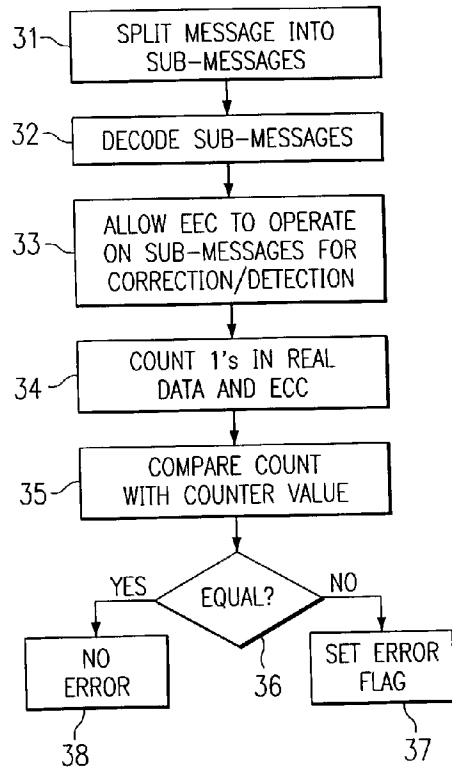 31
SPLIT MESSAGE INTO
SUB-MESSAGES
32
DECODE SUB-MESSAGES
33
ALLOW EEC TO OPERATE
ON SUB-MESSAGES FOR
CORRECTION/DETECTION
34
COUNT 1's IN REAL
DATA AND ECC
35
COMPARE COUNT
WITH COUNTER VALUE
YES
EQUAL?
NO
36
NO
ERROR
38
SET ERROR
FLAG
37